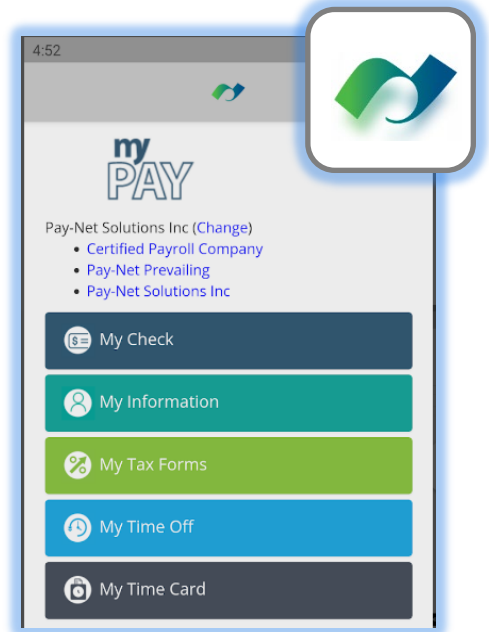 4:52
my
PAY
Pay-Net Solutions Inc (Change)
Certified Payroll Company
Pay-Net Prevailing
Pay-Net Solutions Inc
My Check
My Information
My Tax Forms
My Time Off
My Time Card